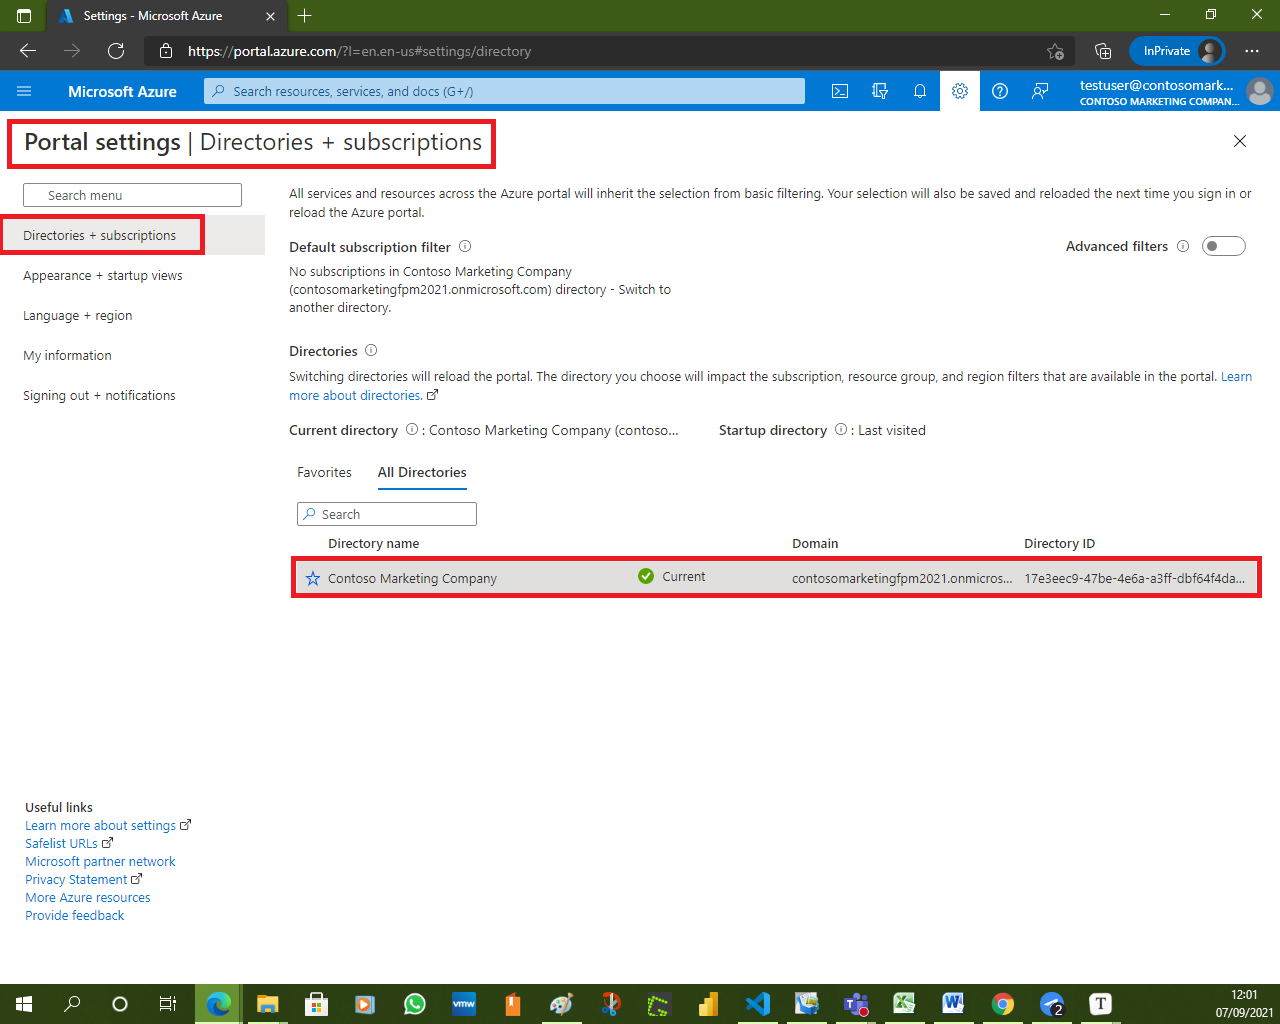 Settings - Microsoft Azure
https://portal.azure.com/?l=en.en-us#settings/directory
InPrivate
Microsoft Azure
Search resources, services, and docs (G+/)
testuser@contosomark...
CONTOSO MARKETING COMPAN...
Portal settings | Directories + subscriptions
Search menu
Directories + subscriptions
Appearance + startup views
Language + region
My information
Signing out + notifications
All services and resources across the Azure portal will inherit the selection from basic filtering. Your selection will also be saved and reloaded the next time you sign in or
reload the Azure portal.
Default subscription filter
Advanced filters
No subscriptions in Contoso Marketing Company
(contosomarketingfpm2021.onmicrosoft.com) directory - Switch to
another directory.
Directories
Switching directories will reload the portal. The directory you choose will impact the subscription, resource group, and region filters that are available in the portal. Learn
more about directories.
Current directory : Contoso Marketing Company (contoso...
Startup directory : Last visited
Favorites
All Directories
Search
Directory name Domain Directory ID
Contoso Marketing Company Current contosomarketingfpm2021.onmicros... 17e3eec9-47be-4e6a-a3ff-dbf64f4da...
Useful links
Learn more about settings
Safelist URLs
Microsoft partner network
Privacy Statement
More Azure resources
Provide feedback
vmw
2
T
12:01
07/09/2021